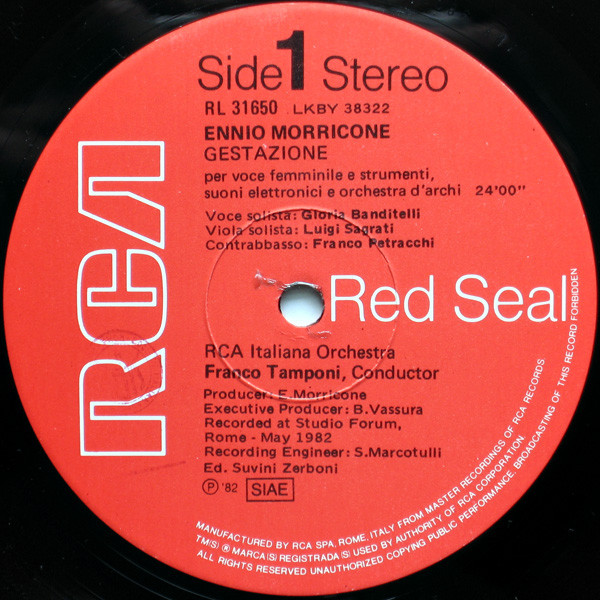 Side 1 Stereo
RL 31650 LKBY 38322
ENNIO MORRICONE
GESTAZIONE
per voce femminile e strumenti,
suoni elettronici e orchestra d'archi 24'00"
Voce solista: Gloria Banditelli
Viola solista: Luigi Sagrati
Contrabbasso: Franco Petracchi
RCA
Red Seal
RCA Italiana Orchestra
Franco Tamponi, Conductor
Producer: E. Morricone
Executive Producer: B. Vassura
Recorded at Studio Forum,
Rome - May 1982
Recording Engineer: S. Marcotulli
Ed. Suvini Zerboni
Ⓟ '82 SIAE
MANUFACTURED BY RCA SPA, ROME, ITALY FROM MASTER RECORDINGS OF RCA RECORDS
TM(S) ® MARCA(S) REGISTRADA(S) USED BY AUTHORITY OF RCA CORPORATION.
ALL RIGHTS RESERVED UNAUTHORIZED COPYING PUBLIC PERFORMANCE, BROADCASTING OF THIS RECORD FORBIDDEN